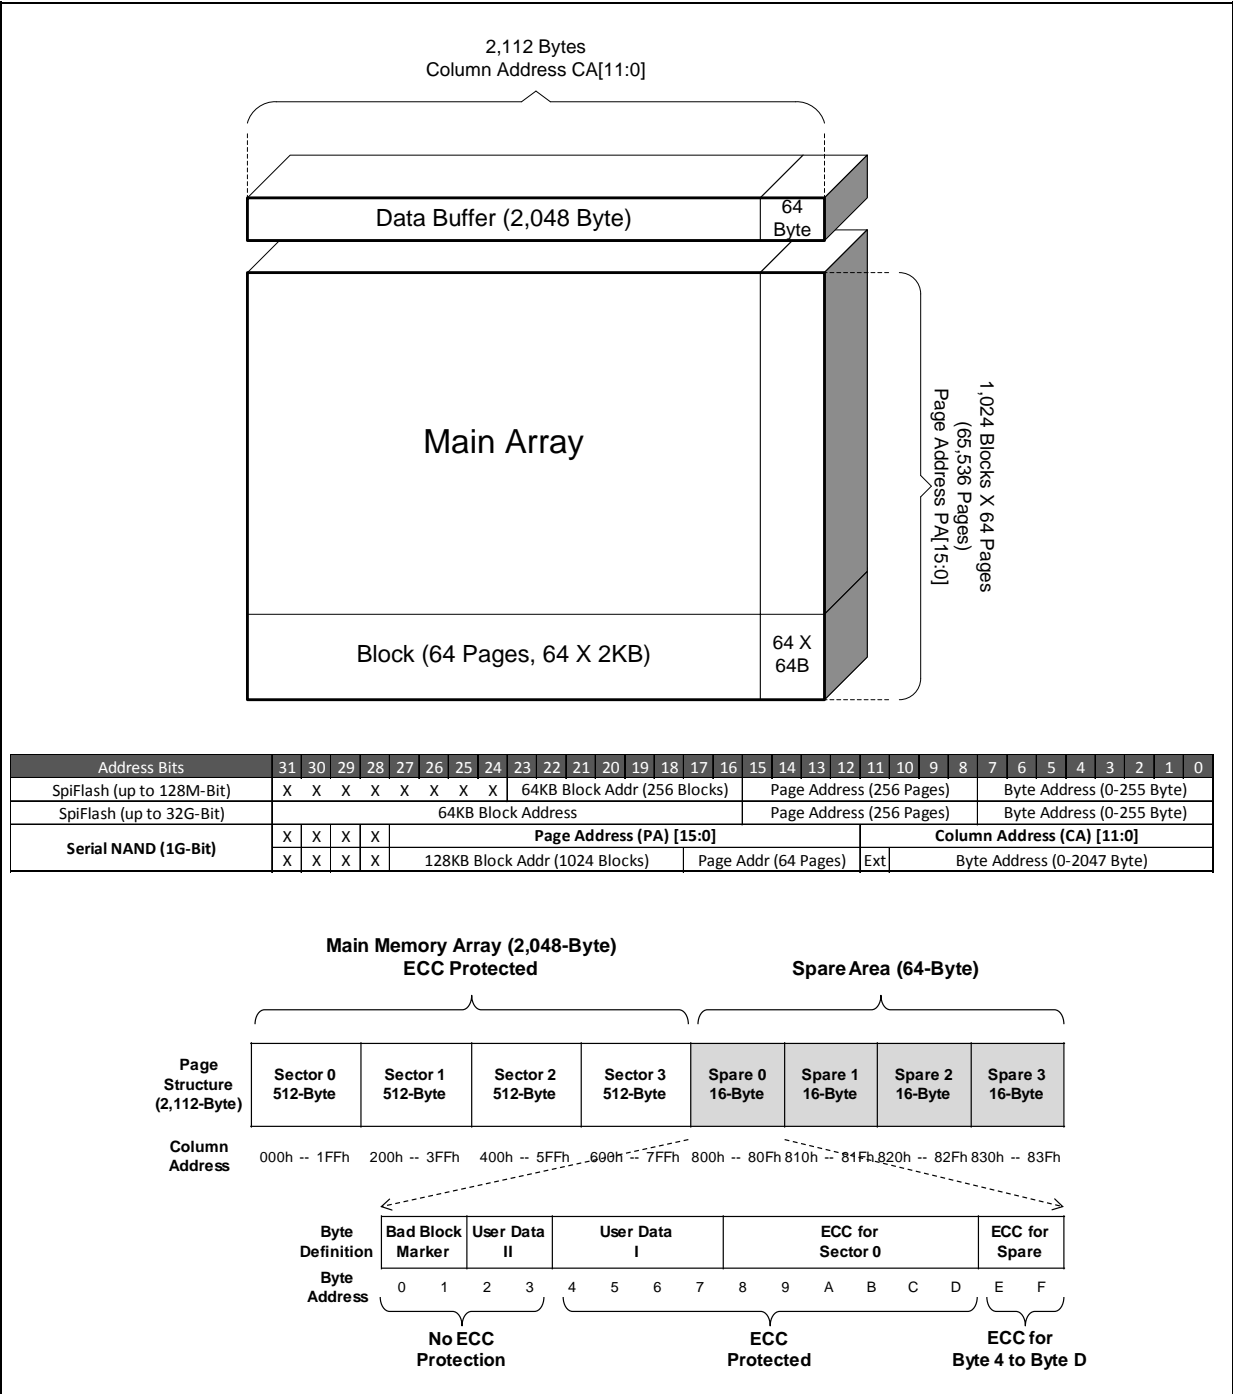 2,112 Bytes
Column Address CA[11:0]
Data Buffer (2,048 Byte)
64
Byte
Main Array
1,024 Blocks X 64 Pages
(65,536 Pages)
Page Address PA[15:0]
Block (64 Pages, 64 X 2KB)
64 X
64B
Address Bits 31 30 29 28 27 26 25 24 23 22 21 20 19 18 17 16 15 14 13 12 11 10 9 8 7 6 5 4 3 2 1 0
SpiFlash (up to 128M-Bit) X X X X X X X X 64KB Block Addr (256 Blocks) Page Address (256 Pages) Byte Address (0-255 Byte)
SpiFlash (up to 32G-Bit) 64KB Block Address Page Address (256 Pages) Byte Address (0-255 Byte)
Serial NAND (1G-Bit)
X X X X Page Address (PA) [15:0] Column Address (CA) [11:0]
X X X X 128KB Block Addr (1024 Blocks) Page Addr (64 Pages) Ext Byte Address (0-2047 Byte)
Main Memory Array (2,048-Byte)
ECC Protected
Spare Area (64-Byte)
Page
Structure
(2,112-Byte)
Sector 0
512-Byte
Sector 1
512-Byte
Sector 2
512-Byte
Sector 3
512-Byte
Spare 0
16-Byte
Spare 1
16-Byte
Spare 2
16-Byte
Spare 3
16-Byte
Column
Address
000h -- 1FFh 200h -- 3FFh 400h -- 5FFh 600h -- 7FFh 800h -- 80Fh 810h -- 81Fh 820h -- 82Fh 830h -- 83Fh
Byte
Definition
Bad Block
Marker
User Data
II
User Data
I
ECC for
Sector 0
ECC for
Spare
Byte
Address
0 1 2 3 4 5 6 7 8 9 A B C D E F
No ECC
Protection
ECC
Protected
ECC for
Byte 4 to Byte D